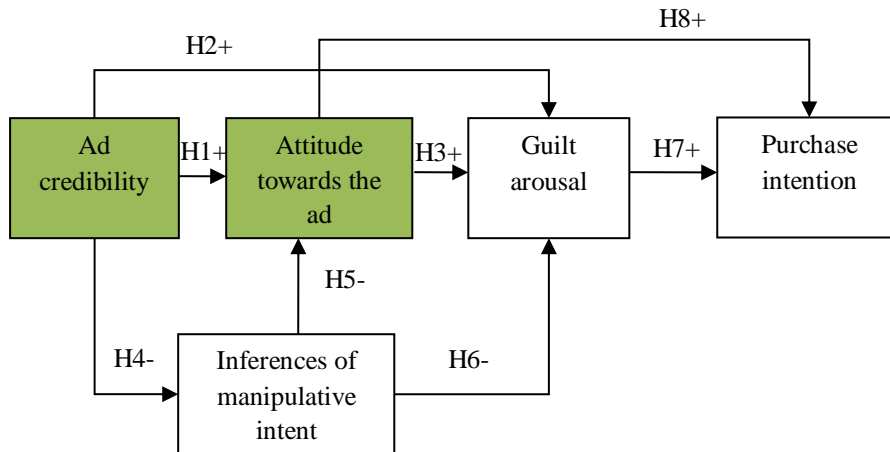 H8+
H2+
Ad
credibility
H1+
Attitude
towards the
ad
H3+
Guilt
arousal
H7+
Purchase
intention
H5-
H4-
Inferences of
manipulative
intent
H6-